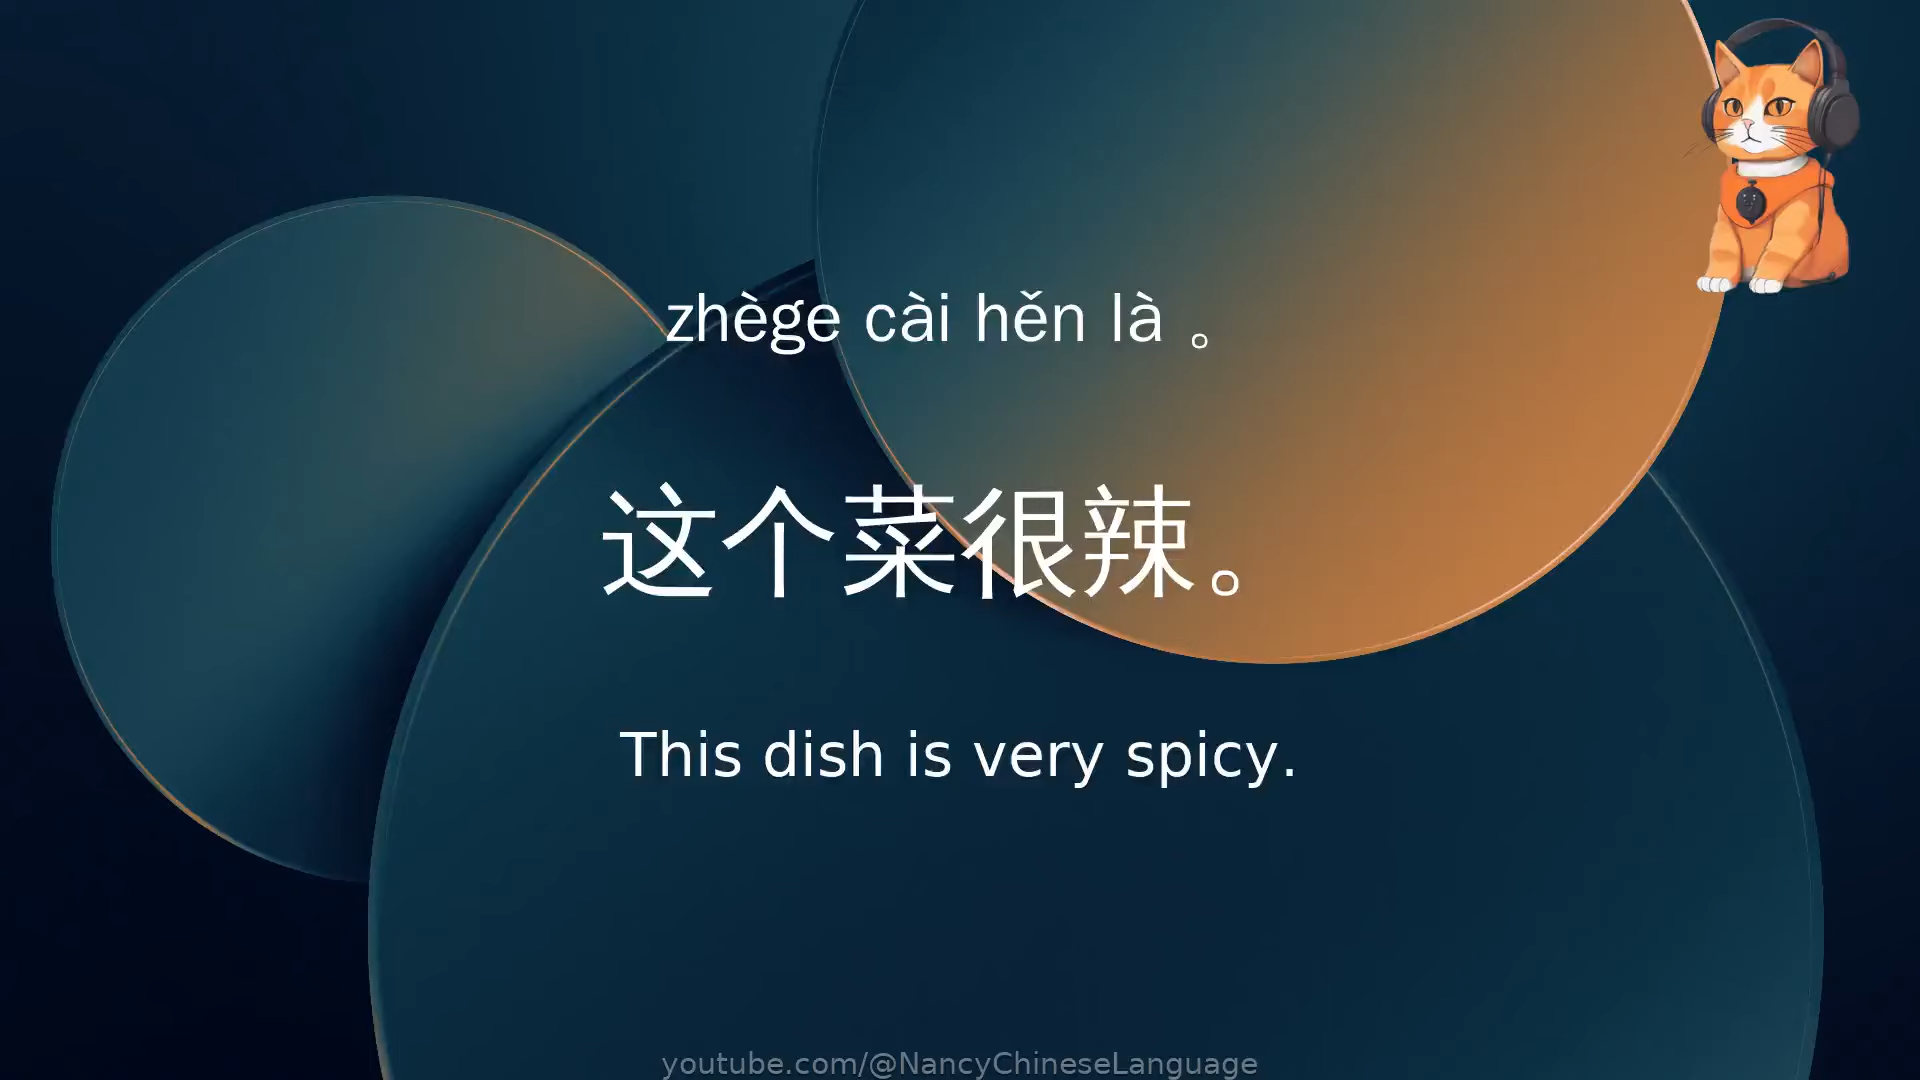 zhège cài hěn là 。
这个菜很辣。
This dish is very spicy.
youtube.com/@NancyChineseLanguage